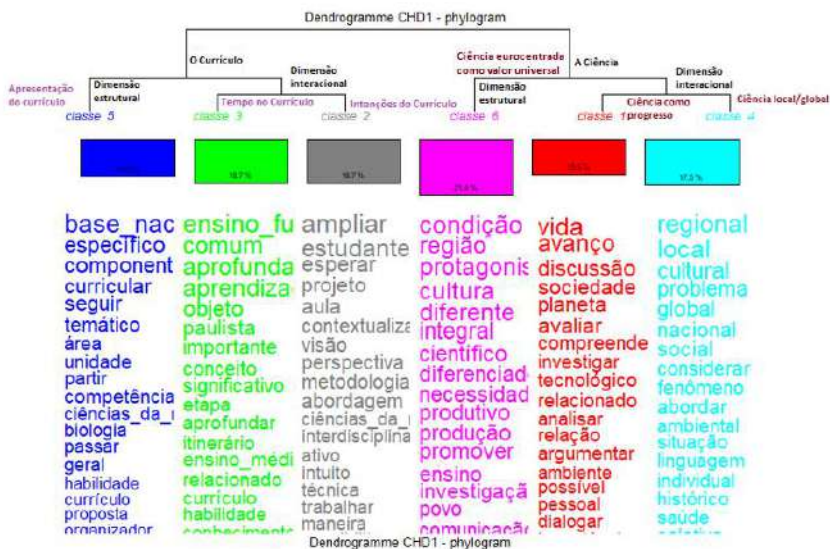 Dendrogramme CHD1 - phylogram
O Currículo
Ciência eurocentrada
como valor universal
A Ciência
Apresentação
do currículo
Dimensão
estrutural
Dimensão
interacional
Dimensão
estrutural
Dimensão
interacional
Tempo no Currículo
Intenções do Currículo
Ciência como
progresso
Ciência local/global
classe 5
classe 3
classe 2
classe 6
classe 1
classe 4
18,7 %
18,7 %
17,3 %
base_nac
específico
component
curricular
seguir
temático
área
unidade
partir
competência
ciências_da_
biologia
passar
geral
habilidade
currículo
proposta
organizador
ensino_fu
comum
aprofunda
aprendiza
objeto
paulista
importante
conceito
significativo
etapa
aprofundar
itinerário
ensino_médi
relacionado
currículo
habilidade
conhecimento
ampliar
estudante
esperar
projeto
aula
contextualiza
visão
perspectiva
metodologia
abordagem
ciências_da_
interdisciplina
ativo
intuito
técnica
trabalhar
maneira
condição
região
protagonis
cultura
diferente
integral
científico
diferenciad
necessidad
produtivo
produção
promover
ensino
investigaçã
povo
comunicaçã
vida
avanço
discussão
sociedade
planeta
avaliar
compreende
investigar
tecnológico
relacionado
analisar
relação
argumentar
ambiente
possível
pessoal
dialogar
regional
local
cultural
problema
global
nacional
social
considerar
fenômeno
abordar
ambiental
situação
linguagem
individual
histórico
saúde
coletivo
Dendrogramme CHD1 - phylogram